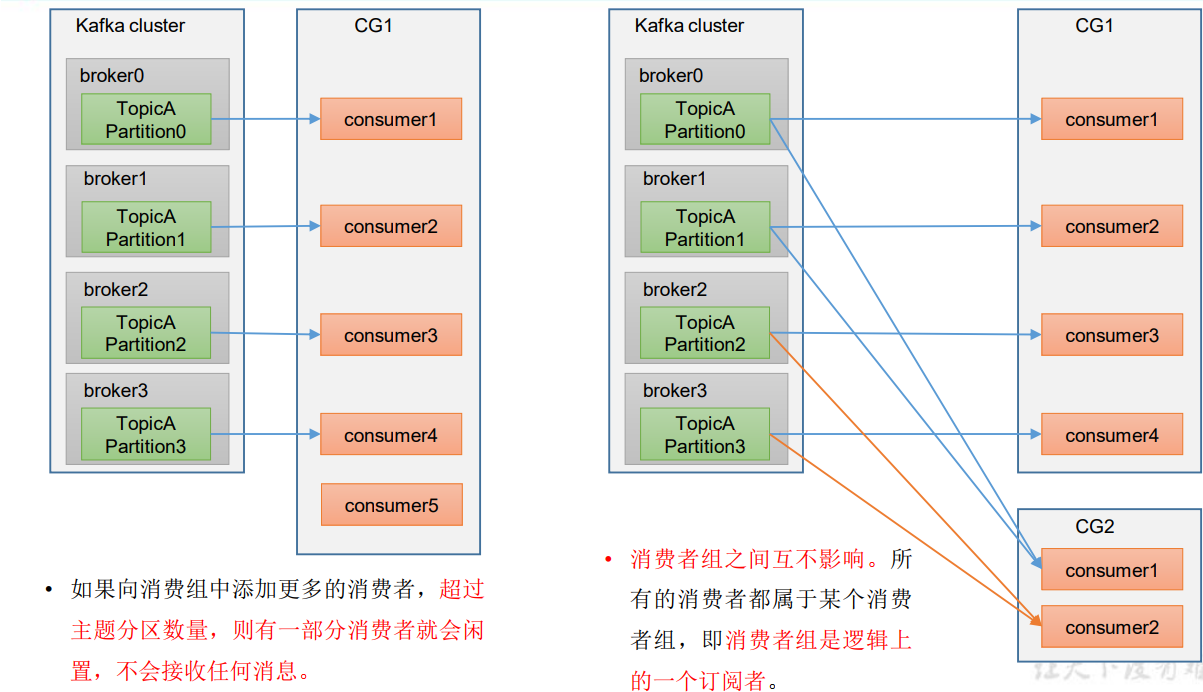 Kafka cluster
CG1
broker0
TopicA
Partition0
consumer1
broker1
TopicA
Partition1
consumer2
broker2
TopicA
Partition2
consumer3
broker3
TopicA
Partition3
consumer4
consumer5
• 如果向消费组中添加更多的消费者，超过
主题分区数量，则有一部分消费者就会闲
置，不会接收任何消息。
Kafka cluster
CG1
broker0
TopicA
Partition0
consumer1
broker1
TopicA
Partition1
consumer2
broker2
TopicA
Partition2
consumer3
broker3
TopicA
Partition3
consumer4
CG2
consumer1
consumer2
• 消费者组之间互不影响。所
有的消费者都属于某个消费
者组，即消费者组是逻辑上
的一个订阅者。